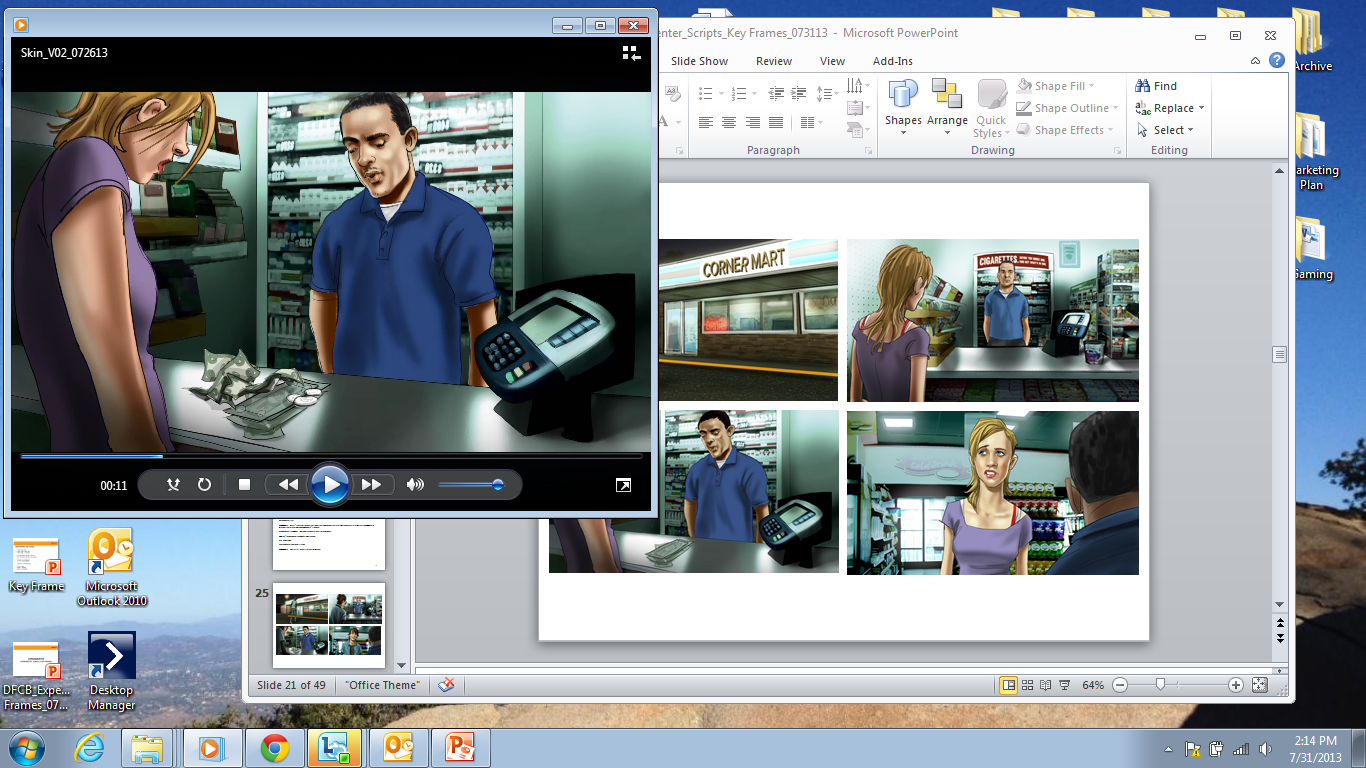 Skin_V02_072613
enter_Scripts_Key Frames_073113 - Microsoft PowerPoint
Slide Show Review View Add-Ins
Shapes Arrange Quick Styles
Shape Fill
Shape Outline
Shape Effects
Find
Replace
Select
Paragraph Drawing Editing
CORNER MART
CIGARETTES
00:11
25
Slide 21 of 49 "Office Theme" 64%
Archive
arketing
Plan
Gaming
Key Frame
Microsoft
Outlook 2010
DFCB_Expe...
Frames_07...
Desktop
Manager
2:14 PM
7/31/2013